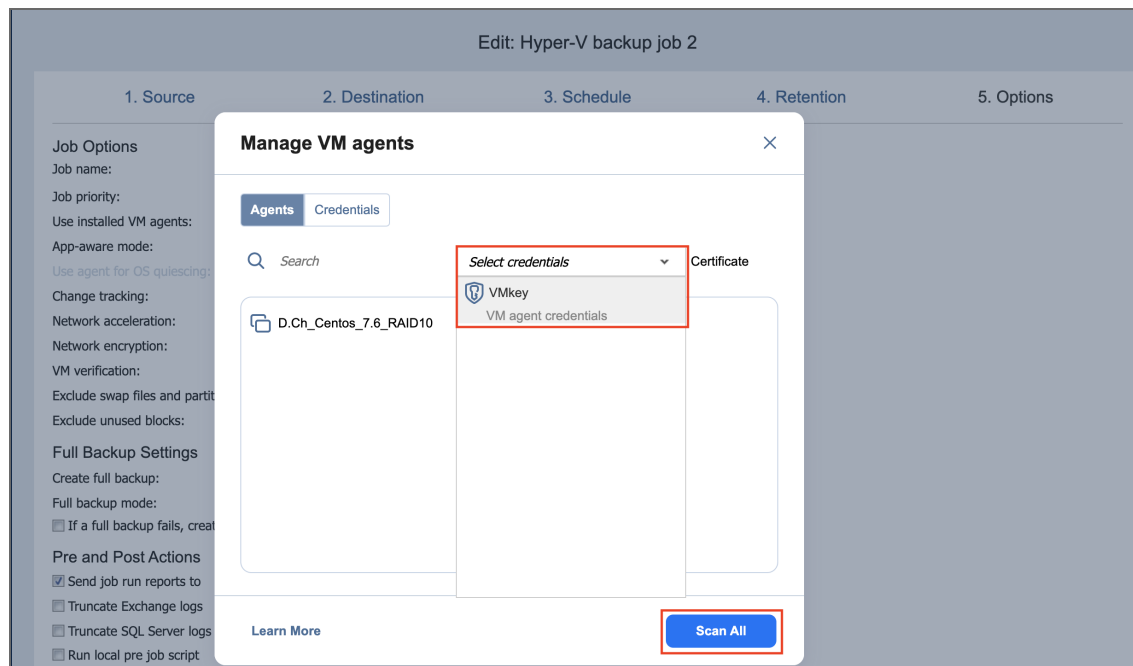 Edit: Hyper-V backup job 2
1. Source 2. Destination 3. Schedule 4. Retention 5. Options
Job Options
Job name:
Job priority:
Use installed VM agents:
App-aware mode:
Use agent for OS quiescing:
Change tracking:
Network acceleration:
Network encryption:
VM verification:
Exclude swap files and partit
Exclude unused blocks:
Full Backup Settings
Create full backup:
Full backup mode:
If a full backup fails, creat
Pre and Post Actions
Send job run reports to
Truncate Exchange logs
Truncate SQL Server logs
Run local pre job script
Manage VM agents
Agents Credentials
Search Select credentials Certificate
VMkey
VM agent credentials
D.Ch_Centos_7.6_RAID10
Learn More Scan All